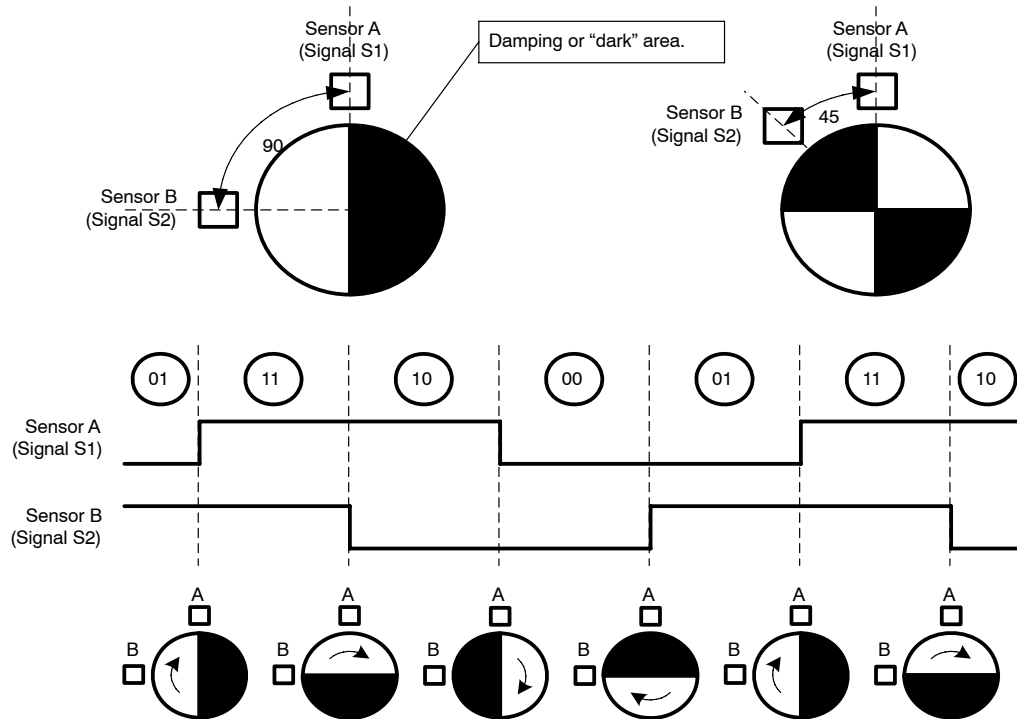 Sensor A
(Signal S1)
Damping or “dark” area.
Sensor A
(Signal S1)
Sensor B
(Signal S2)
45
90
Sensor B
(Signal S2)
01
11
10
00
01
11
10
Sensor A
(Signal S1)
Sensor B
(Signal S2)
A
A
A
A
A
A
B
B
B
B
B
B